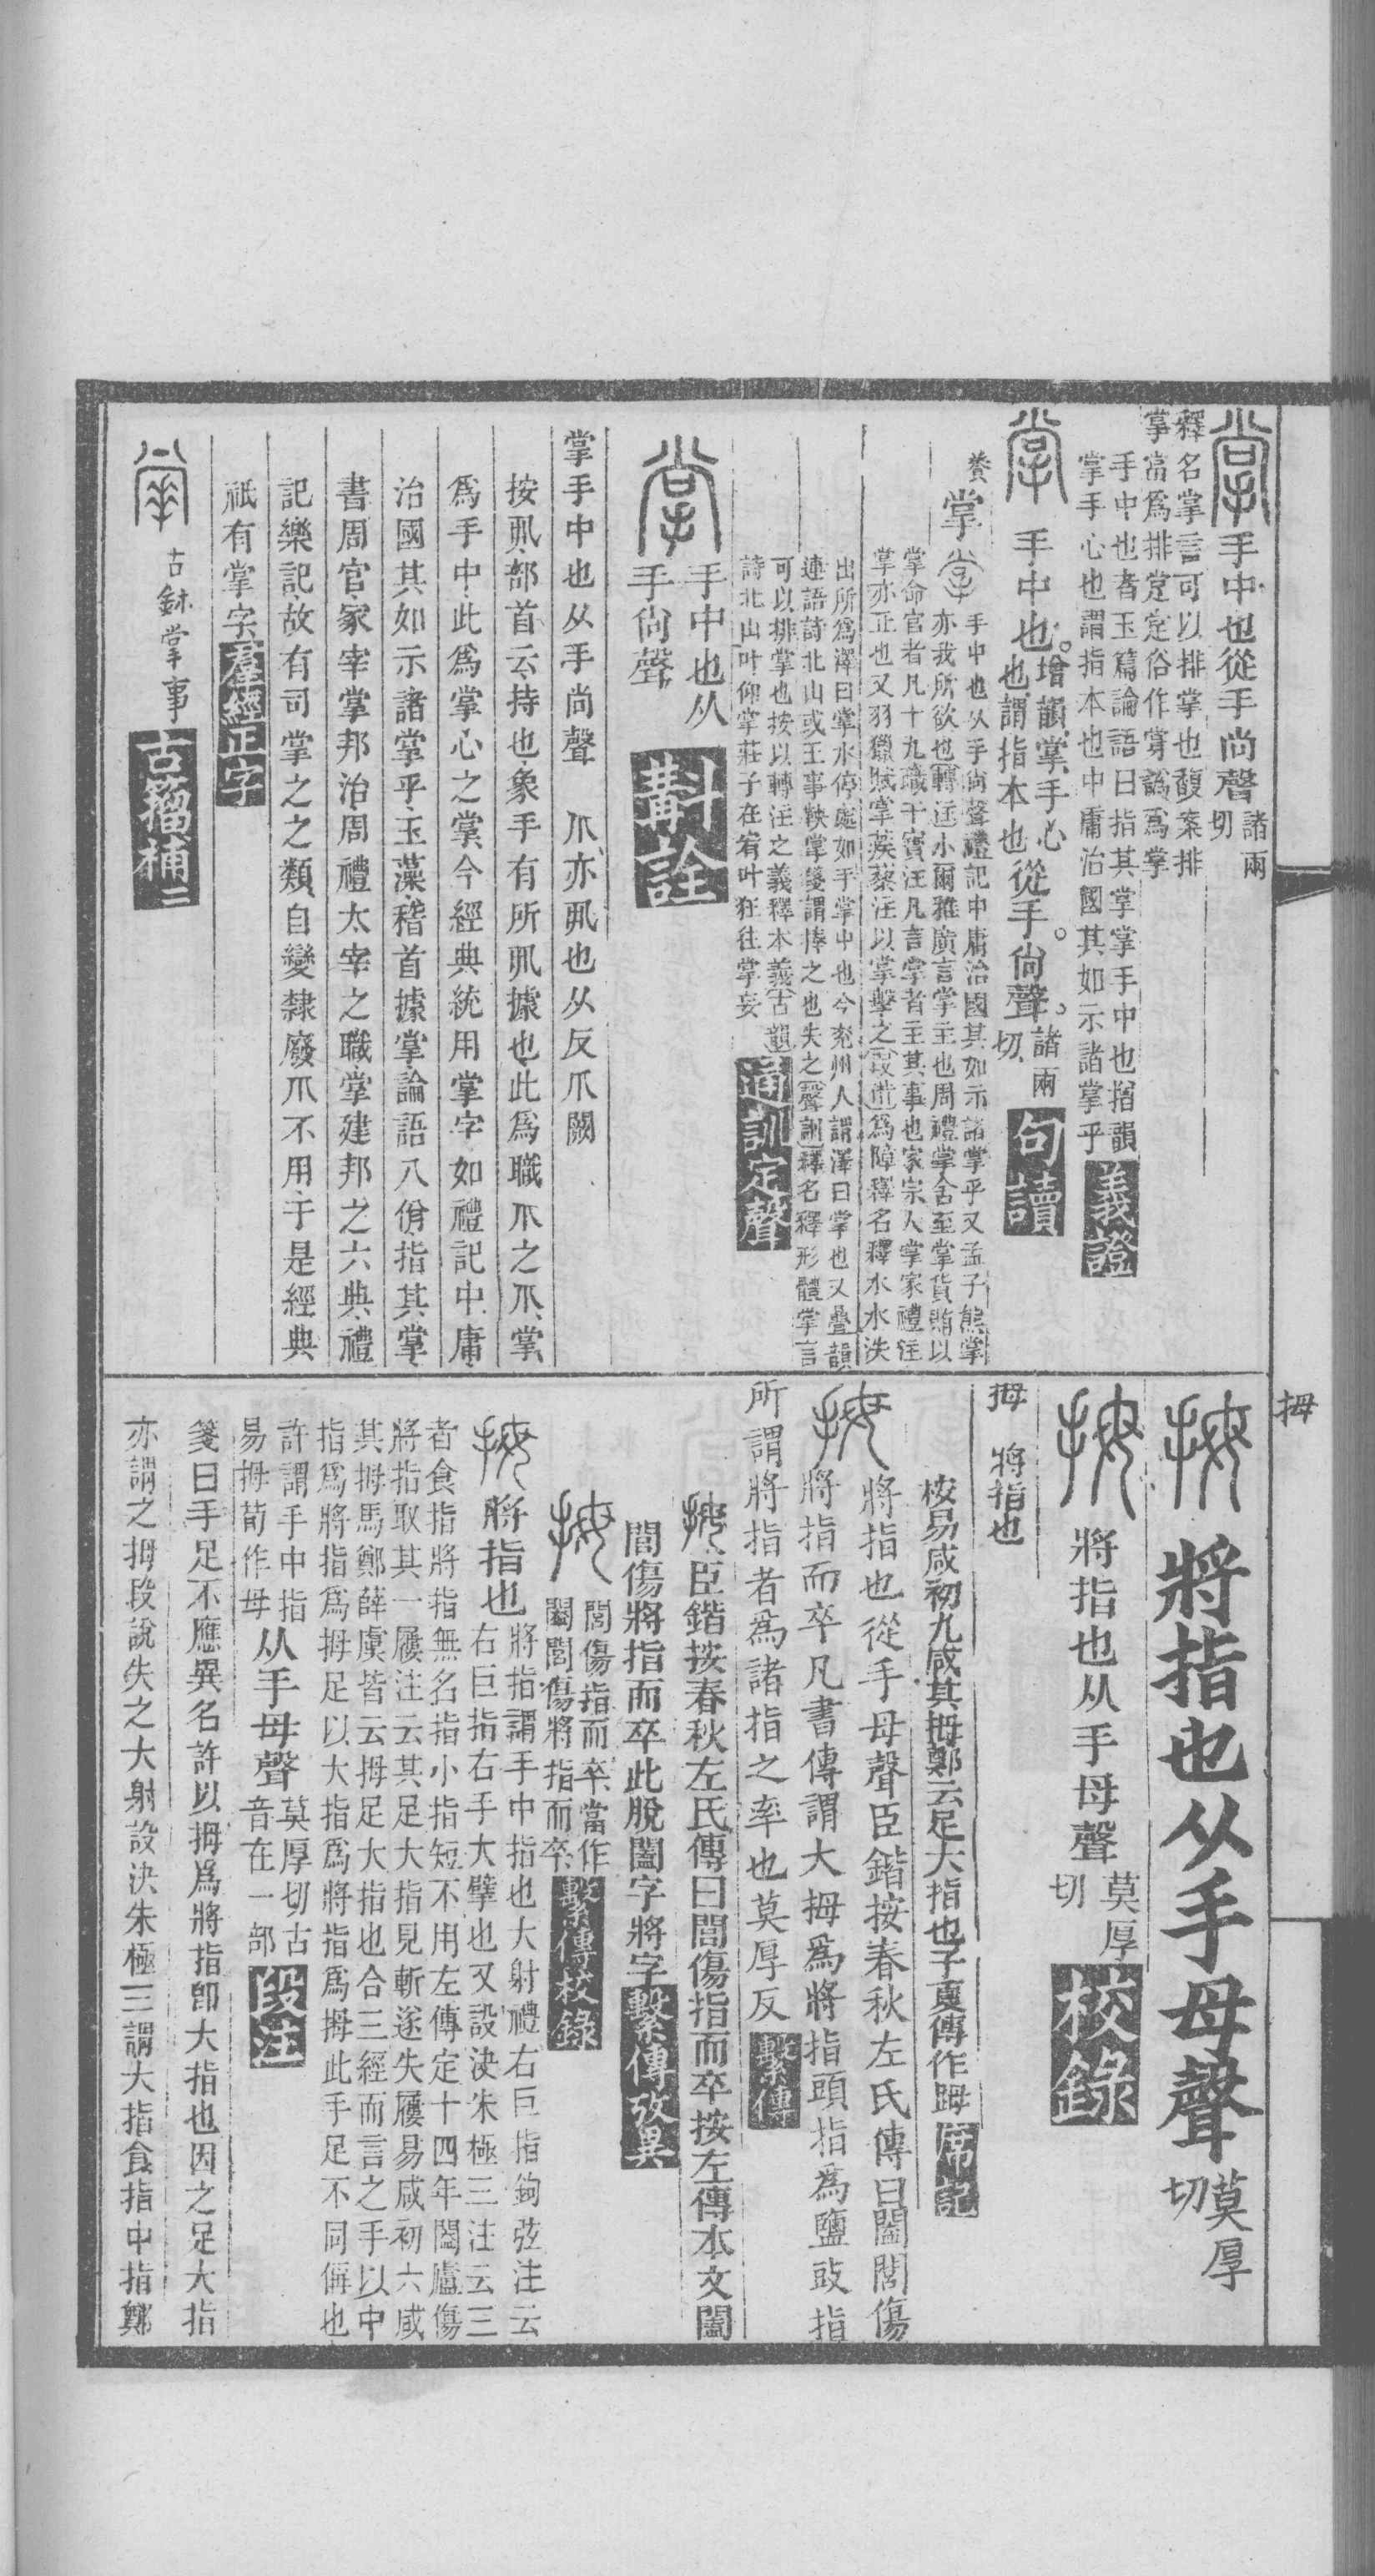 手中也從手尚聲諸兩切
釋名掌言可以排掌也馥案排
掌當爲排定定俗作掌譌爲掌
手中也者玉篇論語曰指其掌掌手中也指韻
掌手心也謂指本也中庸治國其如示諸掌乎義證
手中也。增韻掌手心也謂指本也從手。尙聲。諸兩切句讀
掌
手中也从手尙聲禮記中庸治國其如示諸掌乎又孟子熊掌
亦我所欲也轉注小爾雅廣言掌主也周禮掌舍至掌貨賄以
掌命官者凡十九職干寶注凡言掌者主其事也家宗人掌家禮注
掌亦正也又羽獵賦掌蒺藜注以掌擊之叚借爲障釋名釋水水泆
出所爲澤曰掌水停處如手掌中也今兗州人謂澤曰掌也又疊韻
連語詩北山或王事鞅掌箋謂捧之也失之聲訓釋名釋形體掌言
可以排掌也按以轉注之義釋本義古韻
詩北山叶仰掌莊子在宥叶狂往掌妄通訓定聲
手中也从手尙聲斠詮
掌手中也从手尚聲 爪亦丮也从反爪闕
按丮部首云持也象手有所丮據也此爲職爪之爪掌
爲手中此爲掌心之掌今經典統用掌字如禮記中庸
治國其如示諸掌乎玉藻稽首據掌論語八佾指其掌
書周官冢宰掌邦治周禮太宰之職掌建邦之六典禮
記樂記故有司掌之之類自變隸廢爪不用于是經典
祇有掌字羣經正字
古鉨掌事古籀補二
拇
將指也从手母聲莫厚切
將指也从手母聲莫厚切校錄
拇 將指也
桉易咸初九咸其拇鄭云足大指也子夏傳作䟢席記
將指也從手母聲臣鍇按春秋左氏傳曰闔閭傷
將指而卒凡書傳謂大拇爲將指頭指爲鹽豉指
所謂將指者爲諸指之率也莫厚反繫傳
臣鍇按春秋左氏傳曰閭傷指而卒按左傳本文闔
閭傷將指而卒此脫闔字將字繫傳攷異
閭傷指而卒當作
闔閭傷將指而卒繫傳校錄
將指也將指謂手中指也大射禮右巨指鉤弦注云
右巨指右手大擘也又設決朱極三注云三
者食指將指無名指小指短不用左傳定十四年闔廬傷
將指取其一屨注云其足大指見斬遂失屨易咸初六咸
其拇馬鄭薛虞皆云拇足大指也合三經而言之手以中
指爲將指爲拇足以大指爲將指爲拇此手足不同偁也
許謂手中指
易拇荀作母从手母聲莫厚切古音在一部段注
箋曰手足不應異名許以拇爲將指卽大指也因之足大指
亦謂之拇段說失之大射設決朱極三謂大指食指中指鄭